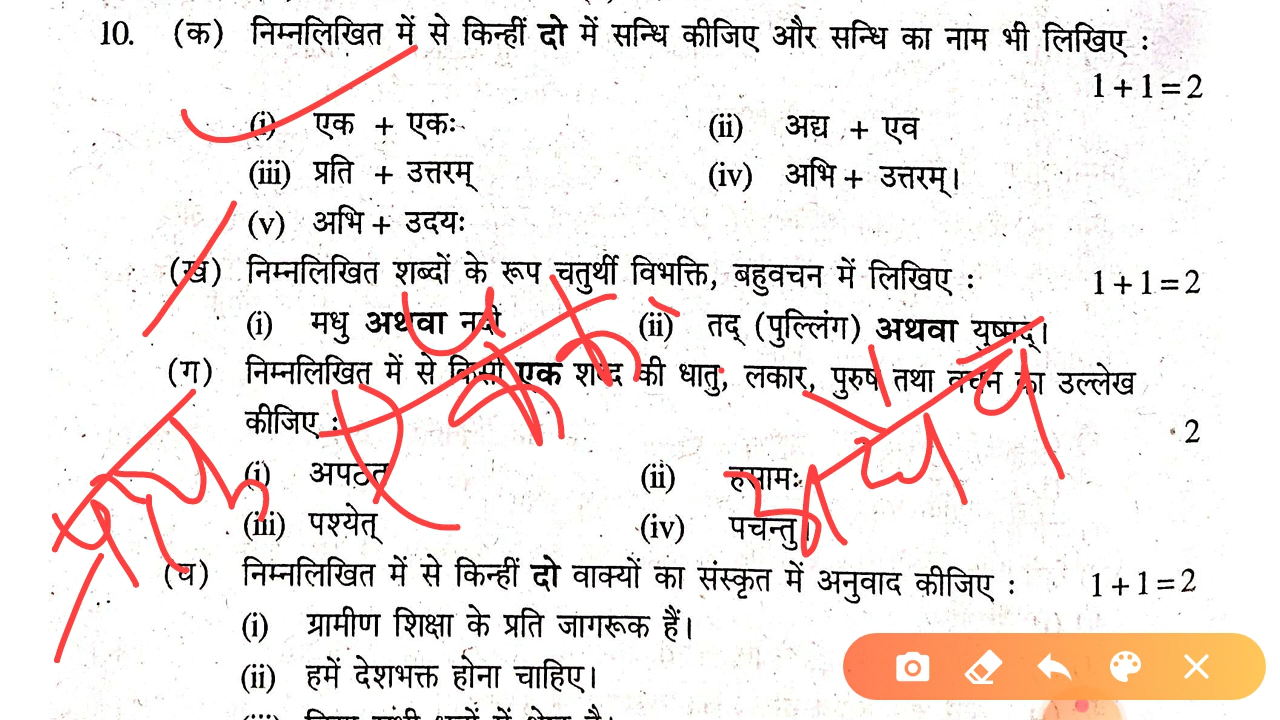 10. (क) निम्नलिखित में से किन्हीं दो में सन्धि कीजिए और सन्धि का नाम भी लिखिए :
1+1=2
(i) एक + एकः (ii) अद्य + एव
(iii) प्रति + उत्तरम् (iv) अभि + उत्तरम्।
(v) अभि + उदयः
(ख) निम्नलिखित शब्दों के रूप चतुर्थी विभक्ति, बहुवचन में लिखिए : 1+1=2
(i) मधु अथवा नदी (ii) तद् (पुल्लिंग) अथवा युष्मद्।
(ग) निम्नलिखित में से किसी एक शब्द की धातु, लकार, पुरुष तथा वचन का उल्लेख
कीजिए : 2
(i) अपठत् (ii) हसामः
(iii) पश्येत् (iv) पचन्तु।
(घ) निम्नलिखित में से किन्हीं दो वाक्यों का संस्कृत में अनुवाद कीजिए : 1+1=2
(i) ग्रामीण शिक्षा के प्रति जागरूक हैं।
(ii) हमें देशभक्त होना चाहिए।